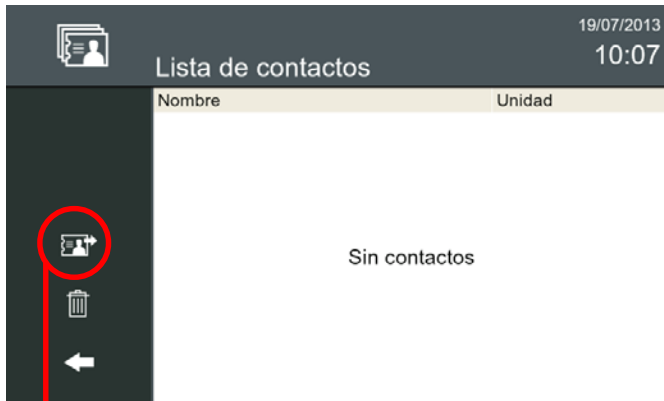 19/07/2013
10:07
Lista de contactos
Nombre Unidad
Sin contactos